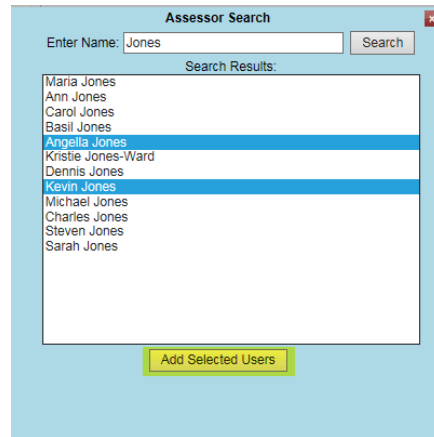 Assessor Search
x
Enter Name: Jones Search
Search Results:
Maria Jones
Ann Jones
Carol Jones
Basil Jones
Angella Jones
Kristie Jones-Ward
Dennis Jones
Kevin Jones
Michael Jones
Charles Jones
Steven Jones
Sarah Jones
Add Selected Users